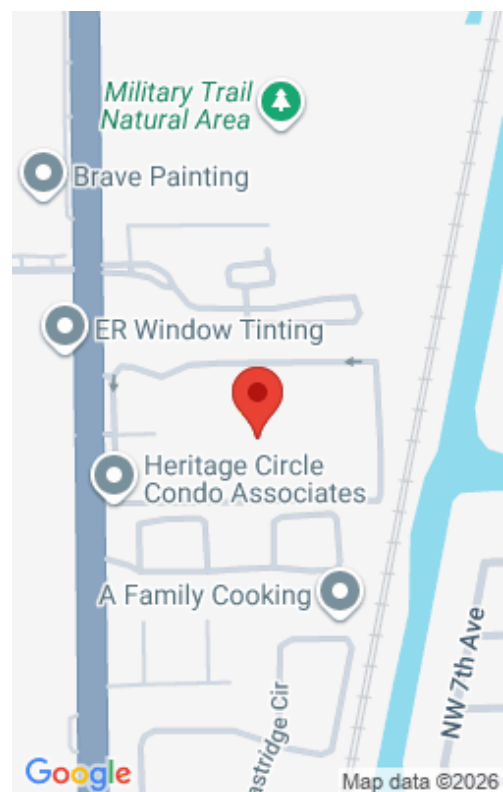 Military Trail
Natural Area
Brave Painting
ER Window Tinting
Heritage Circle
Condo Associates
A Family Cooking
NW 7th Ave
astridge Cir
Google
Map data ©2026